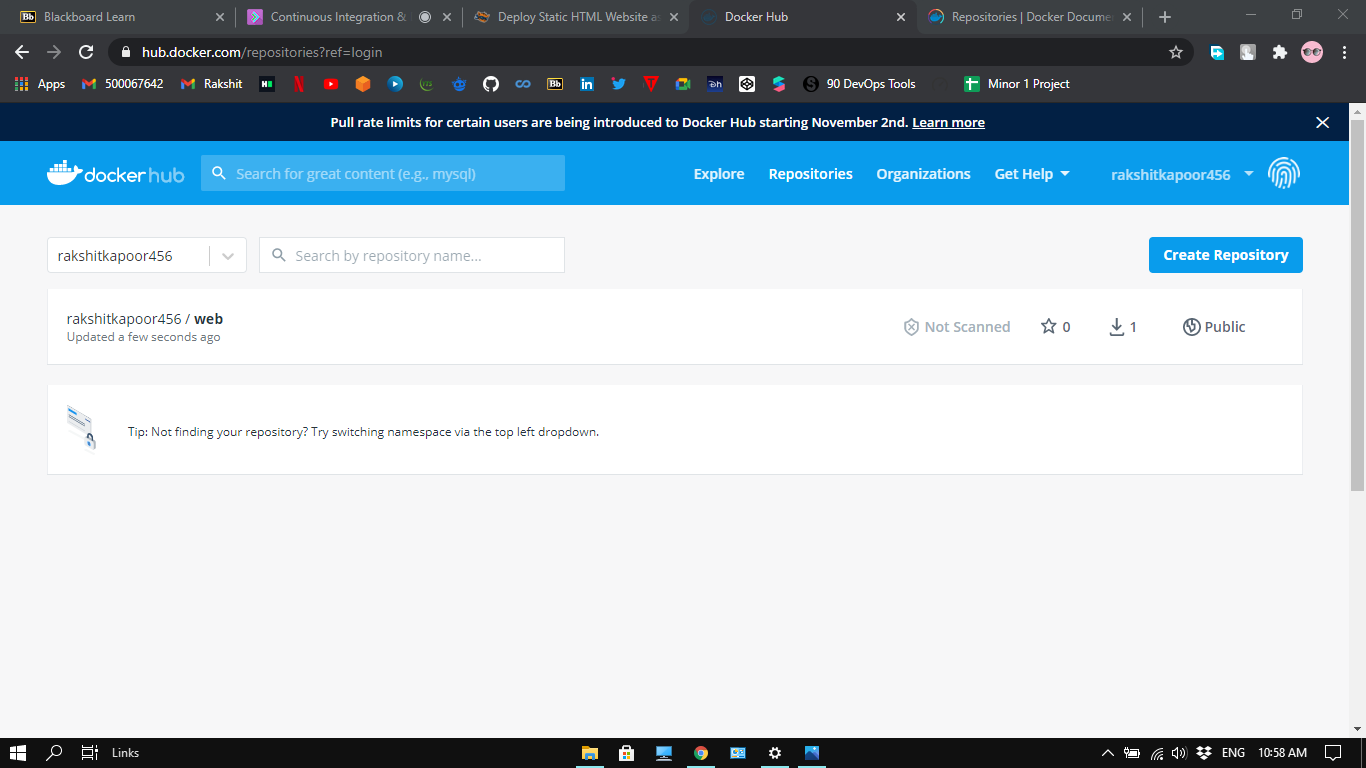 Bb Blackboard Learn
Continuous Integration &
Deploy Static HTML Website as
Docker Hub
Repositories | Docker Docume
hub.docker.com/repositories?ref=login
Apps
500067642
Rakshit
Bb
90 DevOps Tools
Minor 1 Project
Pull rate limits for certain users are being introduced to Docker Hub starting November 2nd. Learn more
docker hub
Search for great content (e.g., mysql)
Explore
Repositories
Organizations
Get Help
rakshitkapoor456
rakshitkapoor456
Search by repository name...
Create Repository
rakshitkapoor456 / web
Updated a few seconds ago
Not Scanned
0
1
Public
Tip: Not finding your repository? Try switching namespace via the top left dropdown.
Links
ENG
10:58 AM